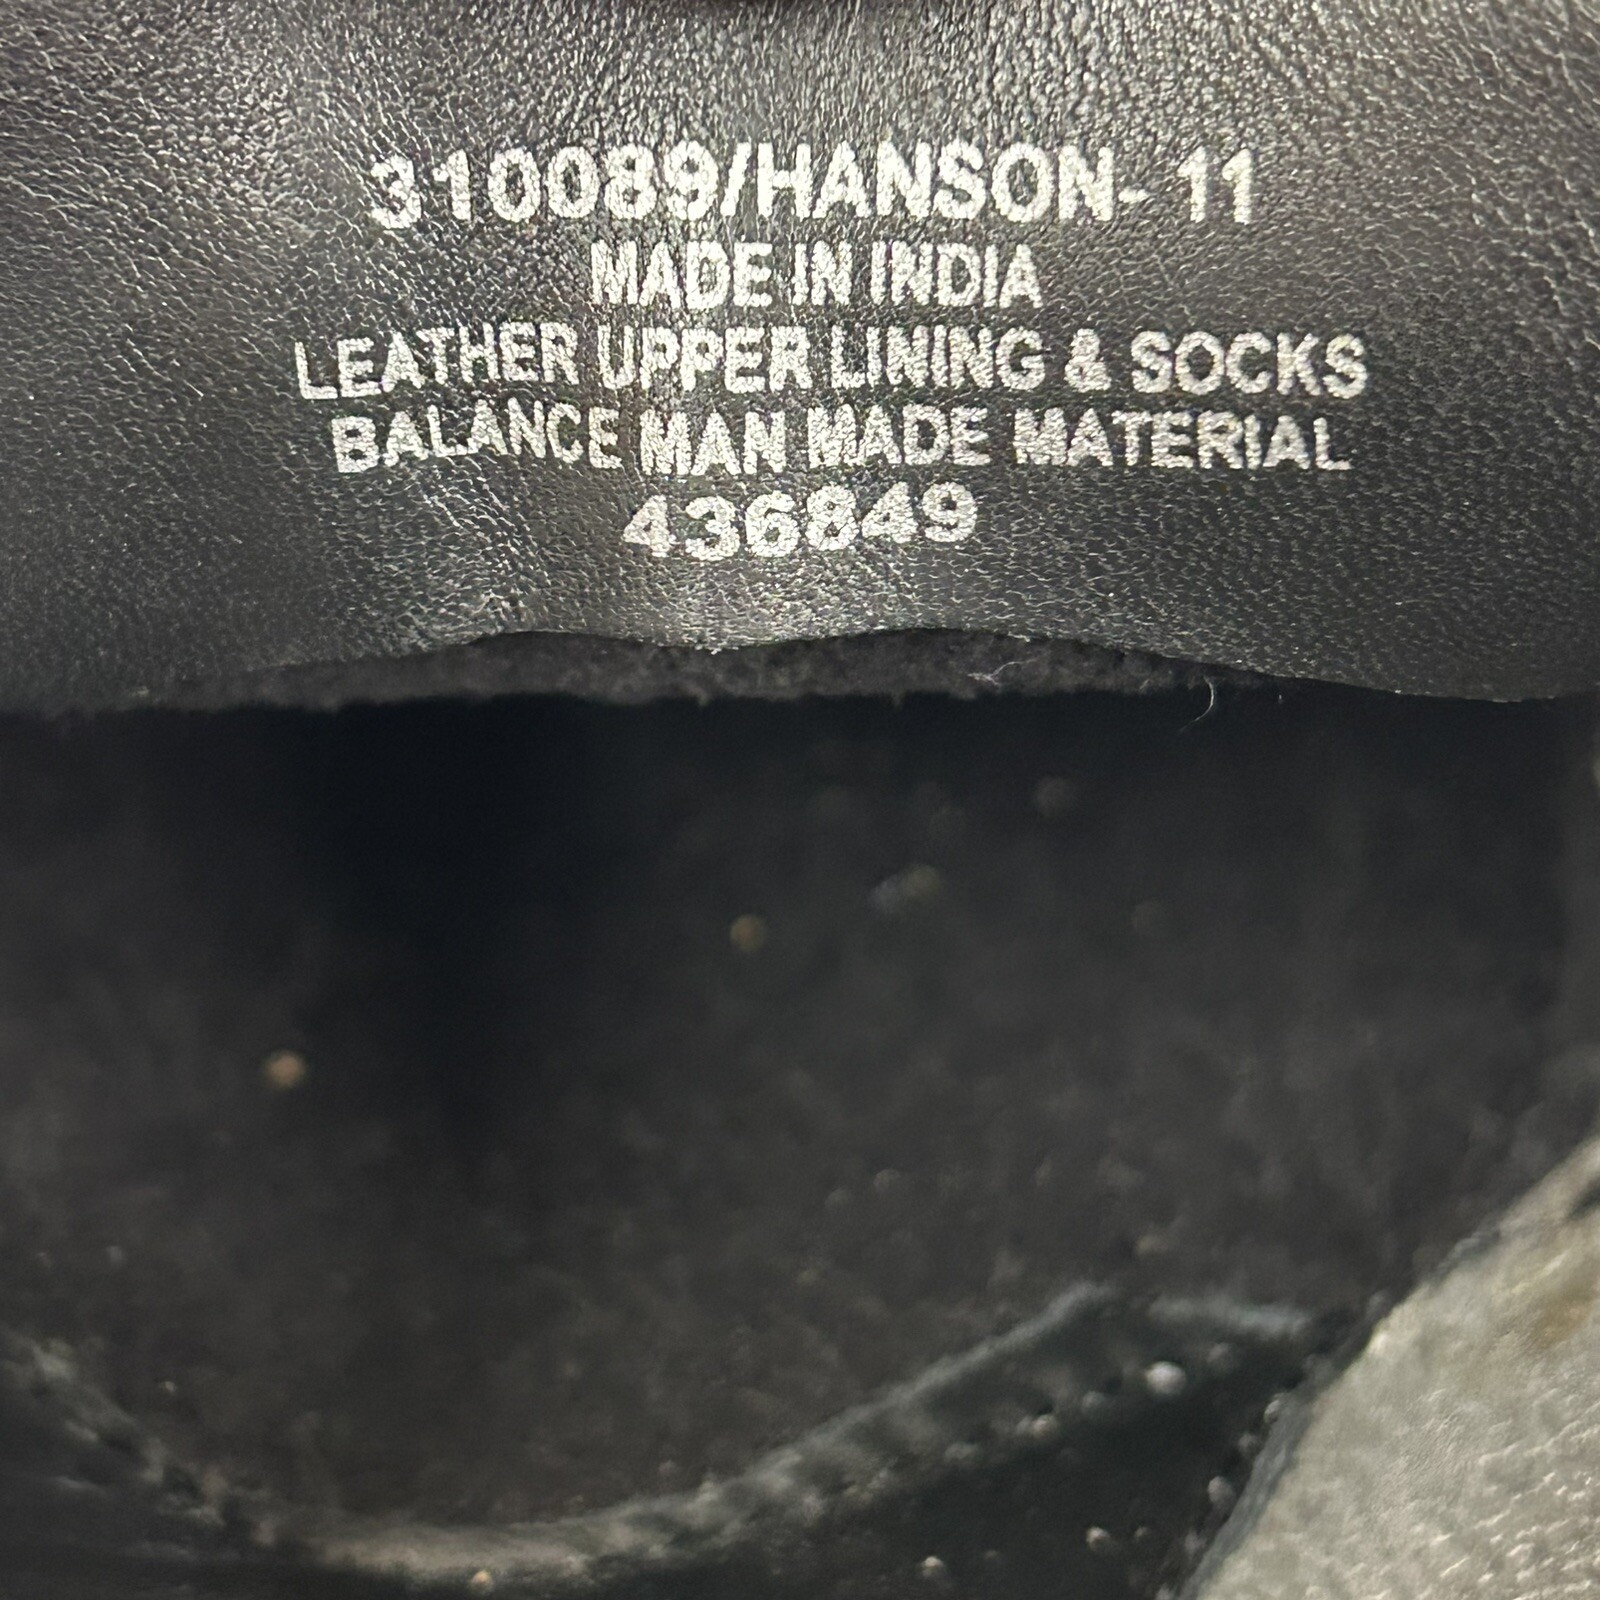 310089/HANSON- 11
MADE IN INDIA
LEATHER UPPER LINING & SOCKS
BALANCE MAN MADE MATERIAL
436849